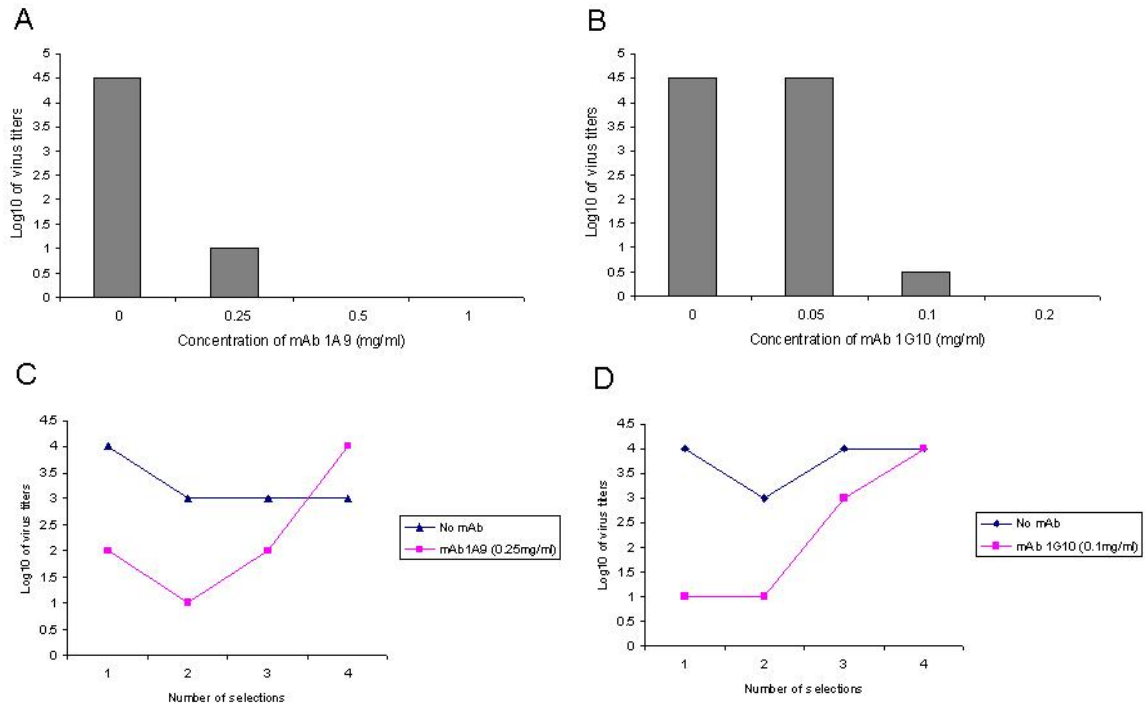 A
Log10 of virus titers
5
4.5
4
3.5
3
2.5
2
1.5
1
0.5
0
0 0.25 0.5 1
Concentration of mAb 1A9 (mg/ml)
B
Log10 of virus titers
5
4.5
4
3.5
3
2.5
2
1.5
1
0.5
0
0 0.05 0.1 0.2
Concentration of mAb 1G10 (mg/ml)
C
Log10 of virus titers
4.5
4
3.5
3
2.5
2
1.5
1
0.5
0
1 2 3 4
Number of selections
No mAb
mAb1A9 (0.25mg/ml)
D
Log10 of virus titers
4.5
4
3.5
3
2.5
2
1.5
1
0.5
0
1 2 3 4
Number of selections
No mAb
mAb 1G10 (0.1mg/ml)